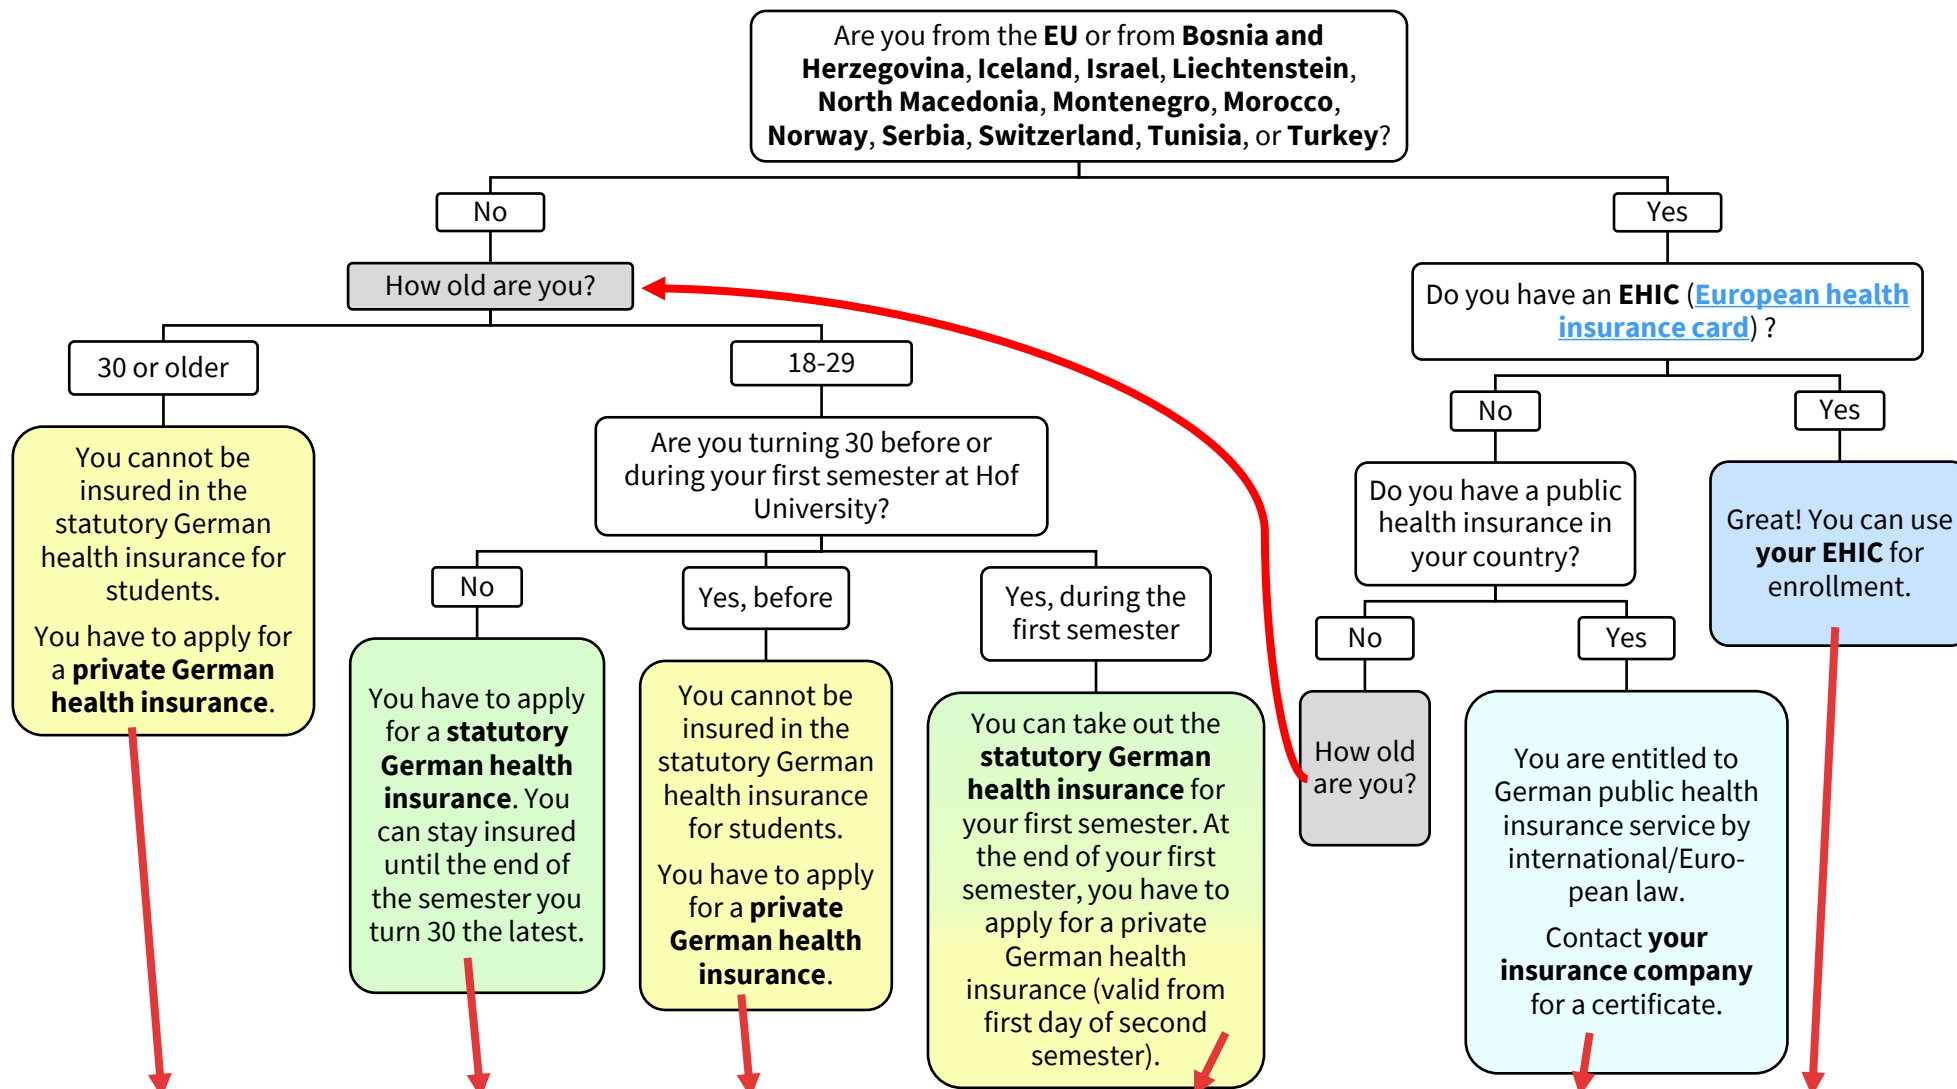 Are you from the EU or from Bosnia and
Herzegovina, Iceland, Israel, Liechtenstein,
North Macedonia, Montenegro, Morocco,
Norway, Serbia, Switzerland, Tunisia, or Turkey?
No
Yes
How old are you?
Do you have an EHIC (European health
insurance card) ?
30 or older
18-29
No
Yes
You cannot be
insured in the
statutory German
health insurance for
students.
You have to apply for
a private German
health insurance.
Are you turning 30 before or
during your first semester at Hof
University?
Do you have a public
health insurance in
your country?
Great! You can use
your EHIC for
enrollment.
No
Yes, before
Yes, during the
first semester
No
Yes
You have to apply
for a statutory
German health
insurance. You
can stay insured
until the end of
the semester you
turn 30 the latest.
You cannot be
insured in the
statutory German
health insurance
for students.
You have to apply
for a private
German health
insurance.
You can take out the
statutory German
health insurance for
your first semester. At
the end of your first
semester, you have to
apply for a private
German health
insurance (valid from
first day of second
semester).
How old
are you?
You are entitled to
German public health
insurance service by
international/Euro-
pean law.
Contact your
insurance company
for a certificate.